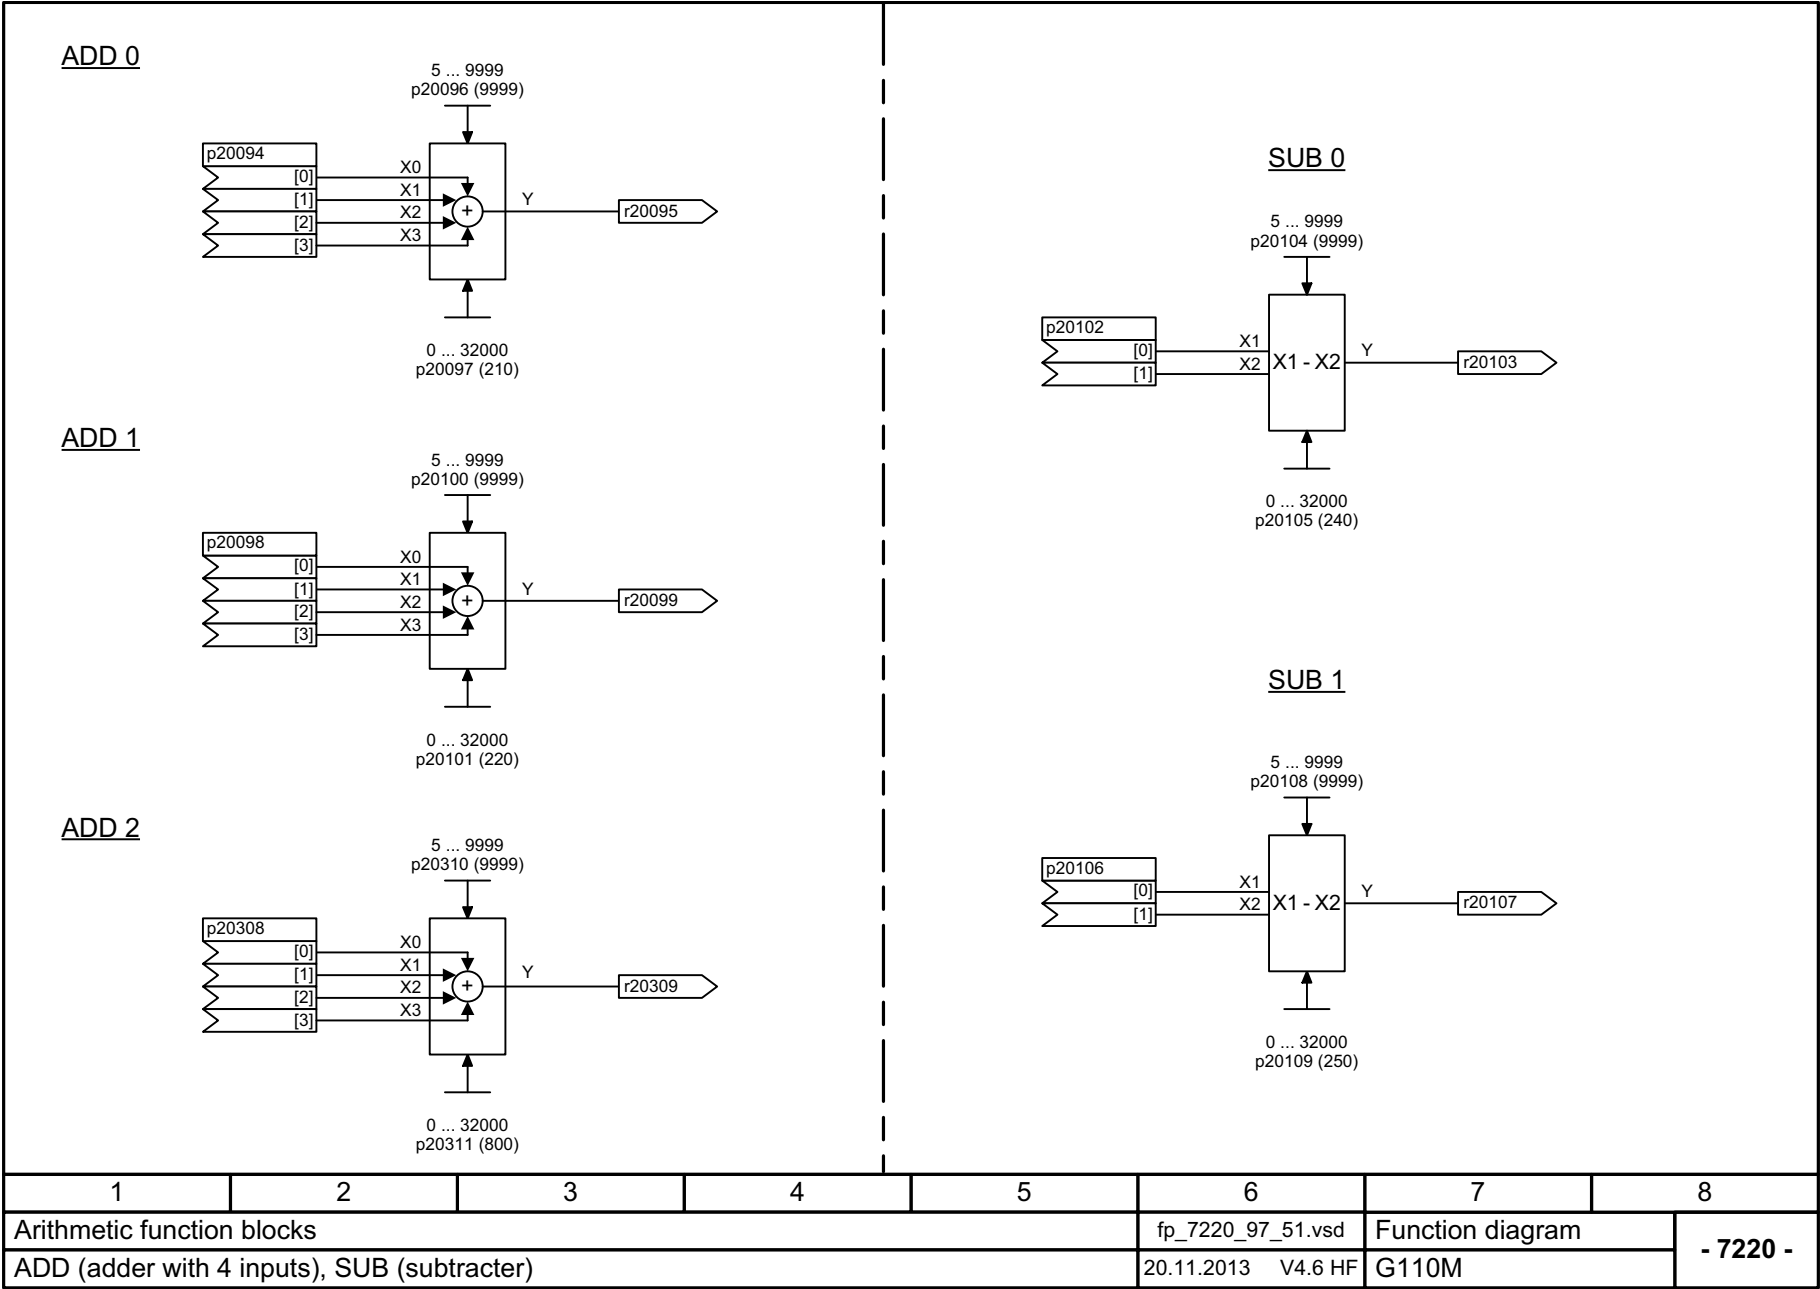 ADD 0
5 ... 9999
p20096 (9999)
p20094
[0]
[1]
[2]
[3]
X0
X1
X2
X3
+
Y
r20095
0 ... 32000
p20097 (210)
ADD 1
5 ... 9999
p20100 (9999)
p20098
[0]
[1]
[2]
[3]
X0
X1
X2
X3
+
Y
r20099
0 ... 32000
p20101 (220)
ADD 2
5 ... 9999
p20310 (9999)
p20308
[0]
[1]
[2]
[3]
X0
X1
X2
X3
+
Y
r20309
0 ... 32000
p20311 (800)
SUB 0
5 ... 9999
p20104 (9999)
p20102
[0]
[1]
X1
X2
X1 - X2
Y
r20103
0 ... 32000
p20105 (240)
SUB 1
5 ... 9999
p20108 (9999)
p20106
[0]
[1]
X1
X2
X1 - X2
Y
r20107
0 ... 32000
p20109 (250)
1 2 3 4 5 6 7 8
Arithmetic function blocks
fp_7220_97_51.vsd
Function diagram
- 7220 -
ADD (adder with 4 inputs), SUB (subtracter)
20.11.2013 V4.6 HF
G110M